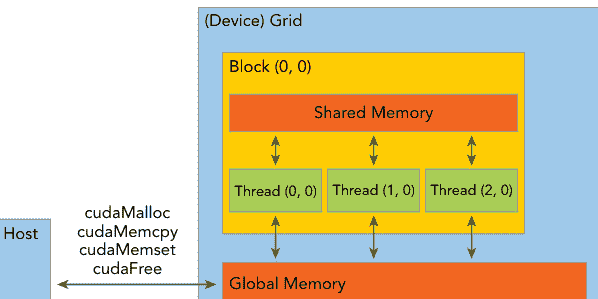 (Device) Grid
Block (0, 0)
Shared Memory
Thread (0, 0) Thread (1, 0) Thread (2, 0)
cudaMalloc
cudaMemcpy
cudaMemset
cudaFree
Host
Global Memory